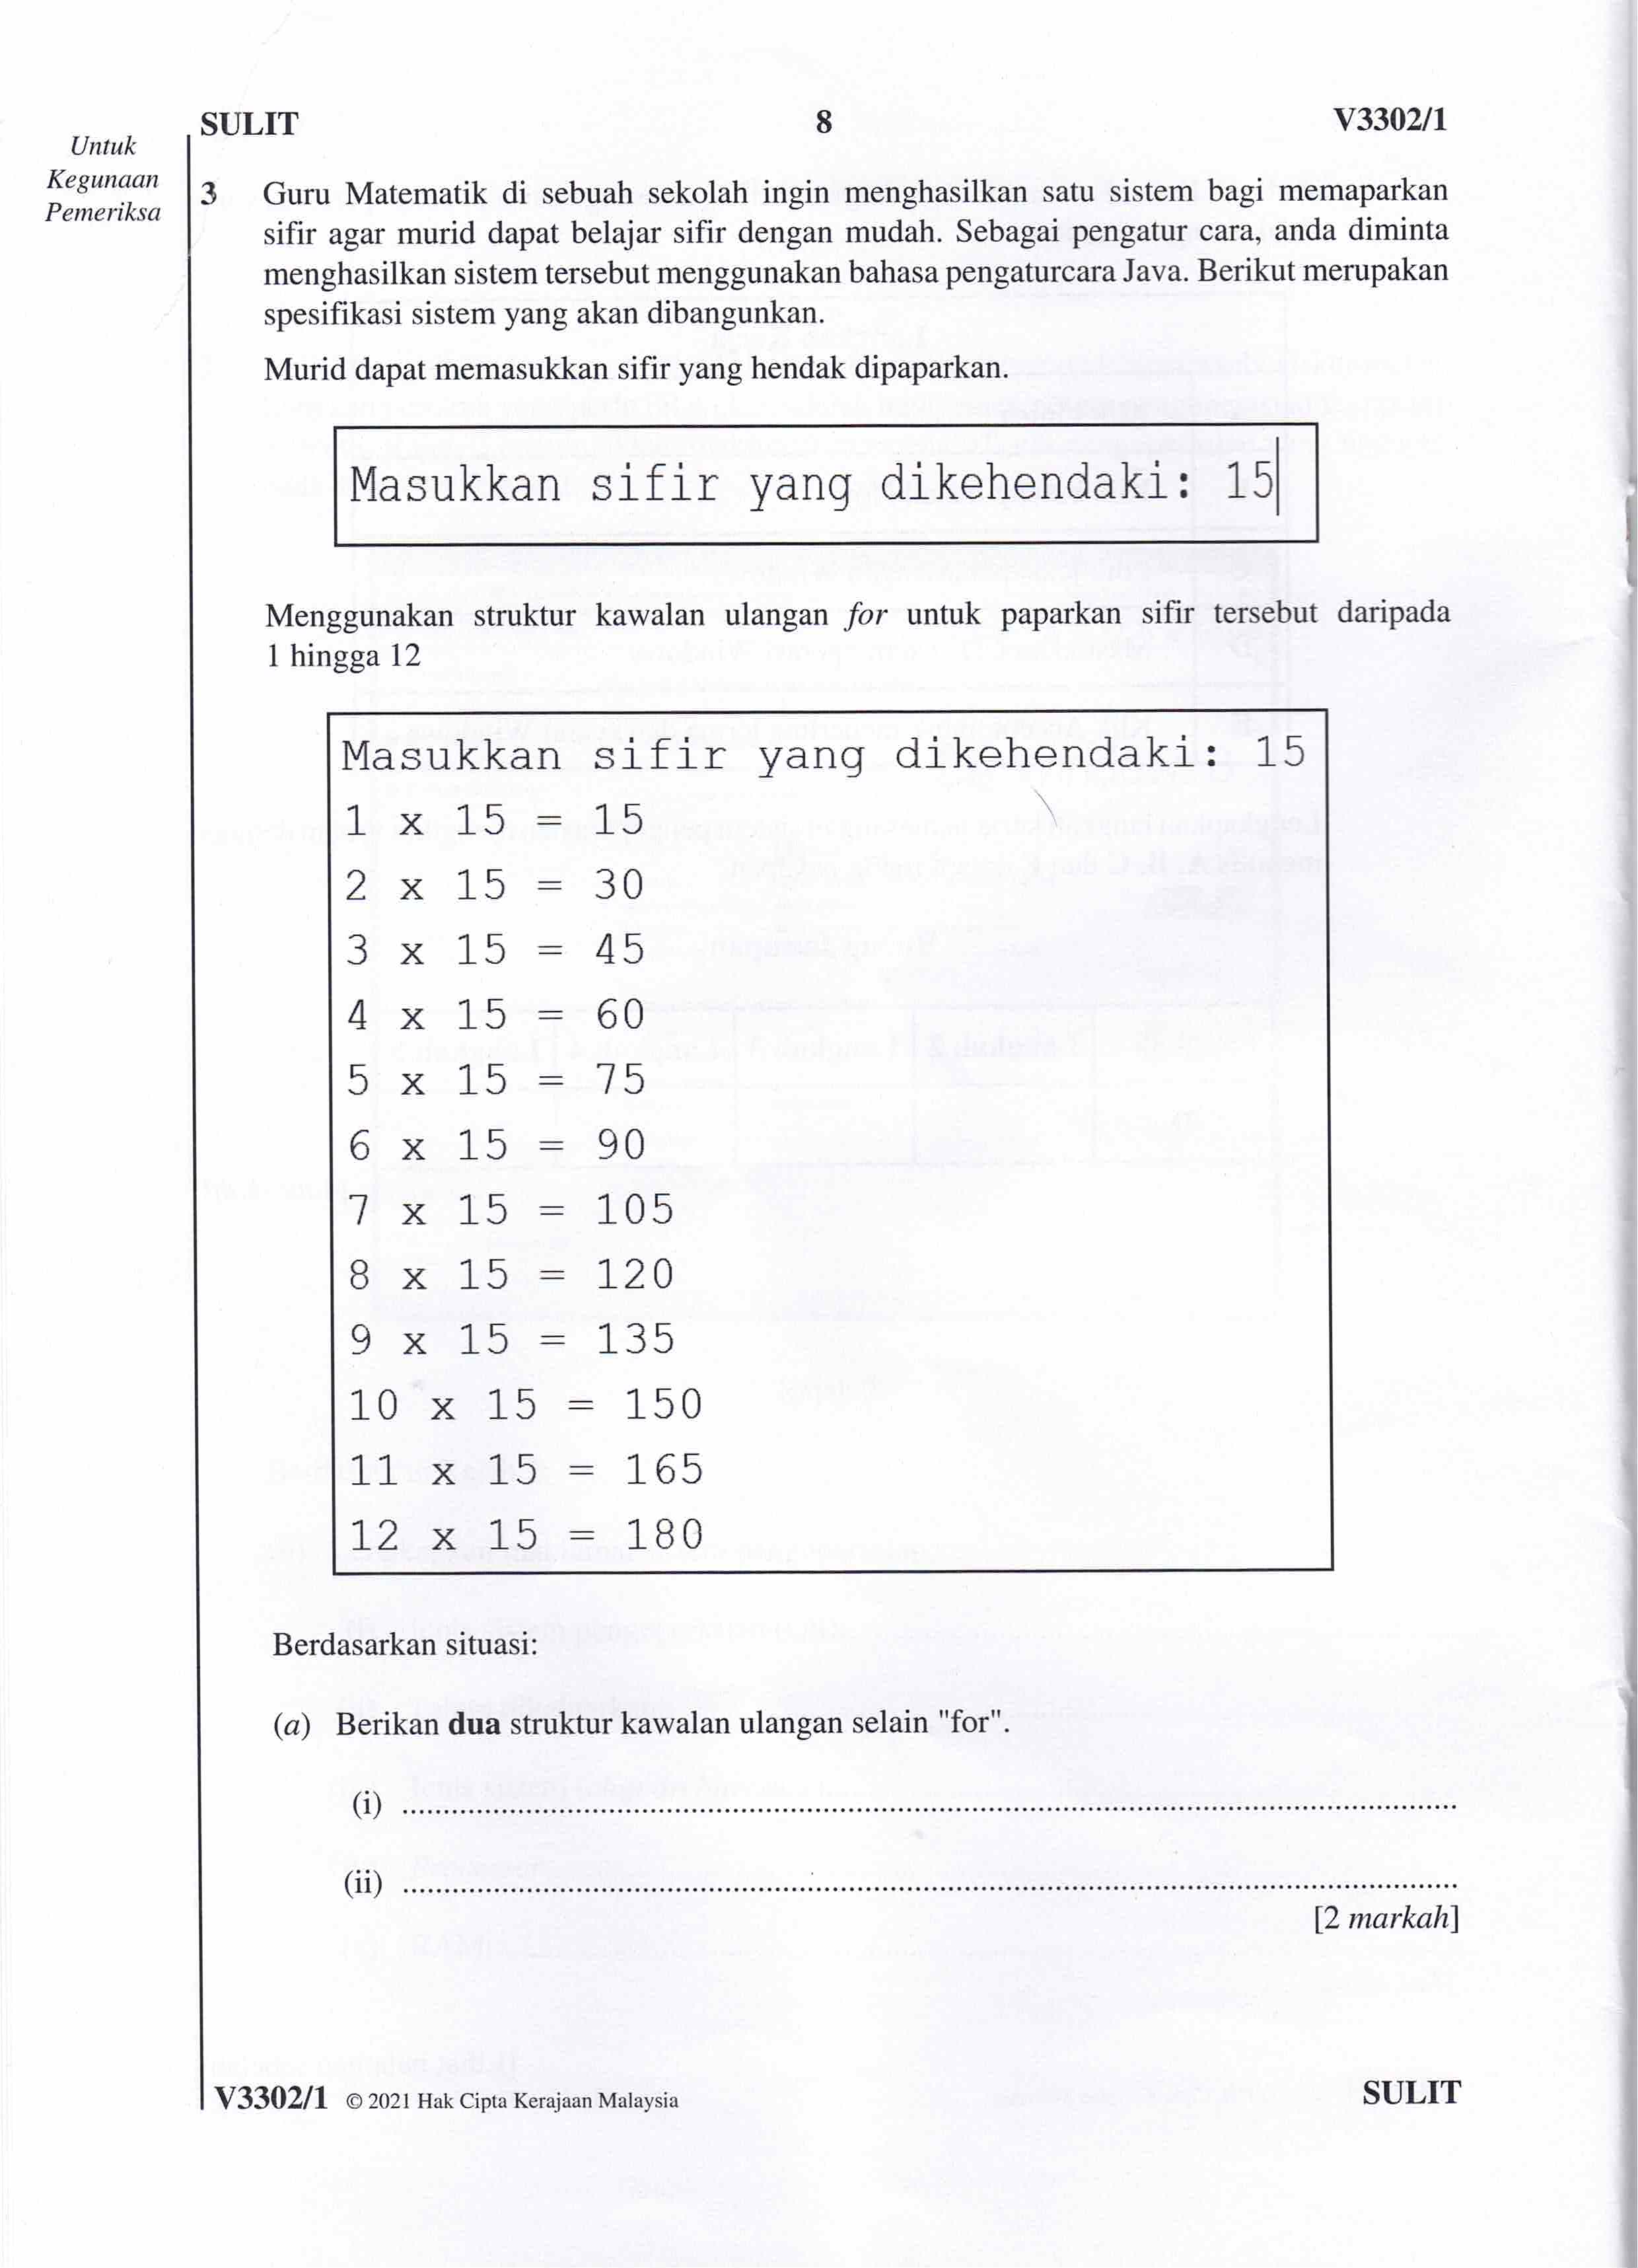 SULIT
8
V3302/1
Untuk
Kegunaan
Pemeriksa
3 Guru Matematik di sebuah sekolah ingin menghasilkan satu sistem bagi memaparkan
sifir agar murid dapat belajar sifir dengan mudah. Sebagai pengatur cara, anda diminta
menghasilkan sistem tersebut menggunakan bahasa pengaturcara Java. Berikut merupakan
spesifikasi sistem yang akan dibangunkan.
Murid dapat memasukkan sifir yang hendak dipaparkan.
Masukkan sifir yang dikehendaki: 15
Menggunakan struktur kawalan ulangan for untuk paparkan sifir tersebut daripada
1 hingga 12
Masukkan sifir yang dikehendaki: 15
1 x 15 = 15
2 x 15 = 30
3 x 15 = 45
4 x 15 = 60
5 x 15 = 75
6 x 15 = 90
7 x 15 = 105
8 x 15 = 120
9 x 15 = 135
10 x 15 = 150
11 x 15 = 165
12 x 15 = 180
Berdasarkan situasi:
(a) Berikan dua struktur kawalan ulangan selain "for".
(i) ..........
(ii) ..........
[2 markah]
V3302/1 © 2021 Hak Cipta Kerajaan Malaysia
SULIT